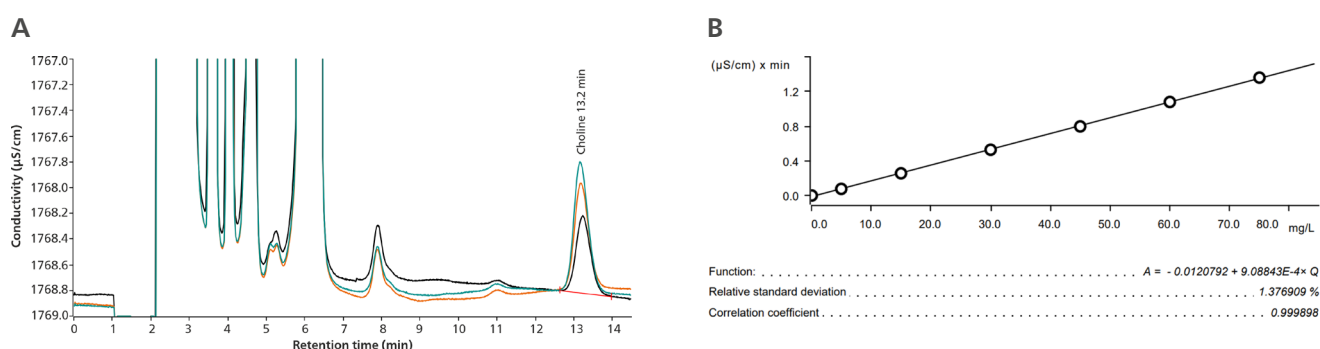 A
Conductivity (µS/cm)
1767.0
1767.2
1767.4
1767.6
1767.8
1768.0
1768.2
1768.4
1768.6
1768.8
1769.0
Choline 13.2 min
0 1 2 3 4 5 6 7 8 9 10 11 12 13 14
Retention time (min)
B
(µS/cm) x min
1.2
0.8
0.4
0.0
0.0 10.0 20.0 30.0 40.0 50.0 60.0 70.0 80.0 mg/L
Function: A = - 0.0120792 + 9.08843E-4× Q
Relative standard deviation 1.376909 %
Correlation coefficient 0.999898